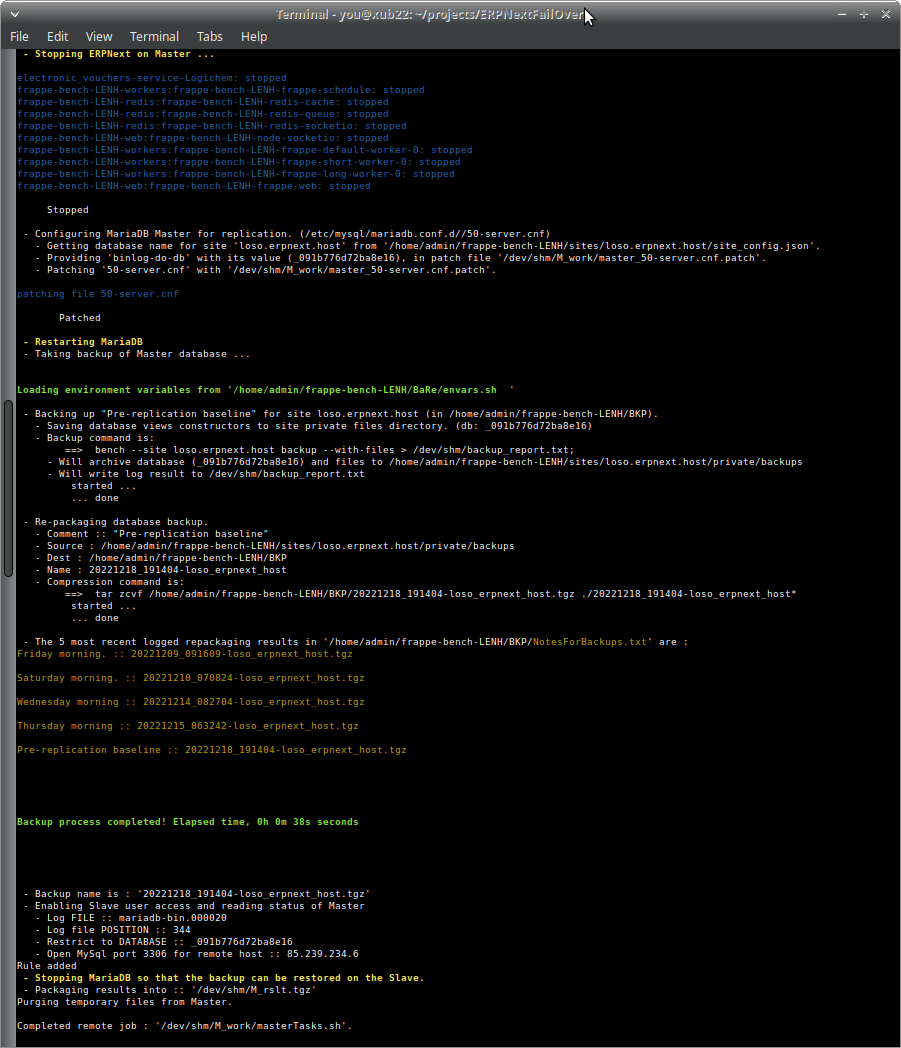 Terminal - you@xub22: ~/projects/ERPNextFailOver
File Edit View Terminal Tabs Help
- Stopping ERPNext on Master ...
electronic_vouchers-service-Logichem: stopped
frappe-bench-LENH-workers:frappe-bench-LENH-frappe-schedule: stopped
frappe-bench-LENH-redis:frappe-bench-LENH-redis-cache: stopped
frappe-bench-LENH-redis:frappe-bench-LENH-redis-queue: stopped
frappe-bench-LENH-redis:frappe-bench-LENH-redis-socketio: stopped
frappe-bench-LENH-web:frappe-bench-LENH-node-socketio: stopped
frappe-bench-LENH-workers:frappe-bench-LENH-frappe-default-worker-0: stopped
frappe-bench-LENH-workers:frappe-bench-LENH-frappe-short-worker-0: stopped
frappe-bench-LENH-workers:frappe-bench-LENH-frappe-long-worker-0: stopped
frappe-bench-LENH-web:frappe-bench-LENH-frappe-web: stopped
Stopped
- Configuring MariaDB Master for replication. (/etc/mysql/mariadb.conf.d//50-server.cnf)
- Getting database name for site 'loso.erpnext.host' from '/home/admin/frappe-bench-LENH/sites/loso.erpnext.host/site_config.json'.
- Providing 'binlog-do-db' with its value (_091b776d72ba8e16), in patch file '/dev/shm/M_work/master_50-server.cnf.patch'.
- Patching '50-server.cnf' with '/dev/shm/M_work/master_50-server.cnf.patch'.
patching file 50-server.cnf
Patched
- Restarting MariaDB
- Taking backup of Master database ...
Loading environment variables from '/home/admin/frappe-bench-LENH/BaRe/envars.sh  '
- Backing up "Pre-replication baseline" for site loso.erpnext.host (in /home/admin/frappe-bench-LENH/BKP).
- Saving database views constructors to site private files directory. (db: _091b776d72ba8e16)
- Backup command is:
==>  bench --site loso.erpnext.host backup --with-files > /dev/shm/backup_report.txt;
- Will archive database (_091b776d72ba8e16) and files to /home/admin/frappe-bench-LENH/sites/loso.erpnext.host/private/backups
- Will write log result to /dev/shm/backup_report.txt
started ...
... done
- Re-packaging database backup.
- Comment :: "Pre-replication baseline"
- Source : /home/admin/frappe-bench-LENH/sites/loso.erpnext.host/private/backups
- Dest : /home/admin/frappe-bench-LENH/BKP
- Name : 20221218_191404-loso_erpnext_host
- Compression command is:
==>  tar zcvf /home/admin/frappe-bench-LENH/BKP/20221218_191404-loso_erpnext_host.tgz ./20221218_191404-loso_erpnext_host*
started ...
... done
- The 5 most recent logged repackaging results in '/home/admin/frappe-bench-LENH/BKP/NotesForBackups.txt' are :
Friday morning. :: 20221209_091609-loso_erpnext_host.tgz
Saturday morning. :: 20221210_070824-loso_erpnext_host.tgz
Wednesday morning :: 20221214_082704-loso_erpnext_host.tgz
Thursday morning :: 20221215_063242-loso_erpnext_host.tgz
Pre-replication baseline :: 20221218_191404-loso_erpnext_host.tgz
Backup process completed! Elapsed time, 0h 0m 38s seconds
- Backup name is : '20221218_191404-loso_erpnext_host.tgz'
- Enabling Slave user access and reading status of Master
- Log FILE :: mariadb-bin.000020
- Log file POSITION :: 344
- Restrict to DATABASE :: _091b776d72ba8e16
- Open MySql port 3306 for remote host :: 85.239.234.6
Rule added
- Stopping MariaDB so that the backup can be restored on the Slave.
- Packaging results into :: '/dev/shm/M_rslt.tgz'
Purging temporary files from Master.
Completed remote job : '/dev/shm/M_work/masterTasks.sh'.